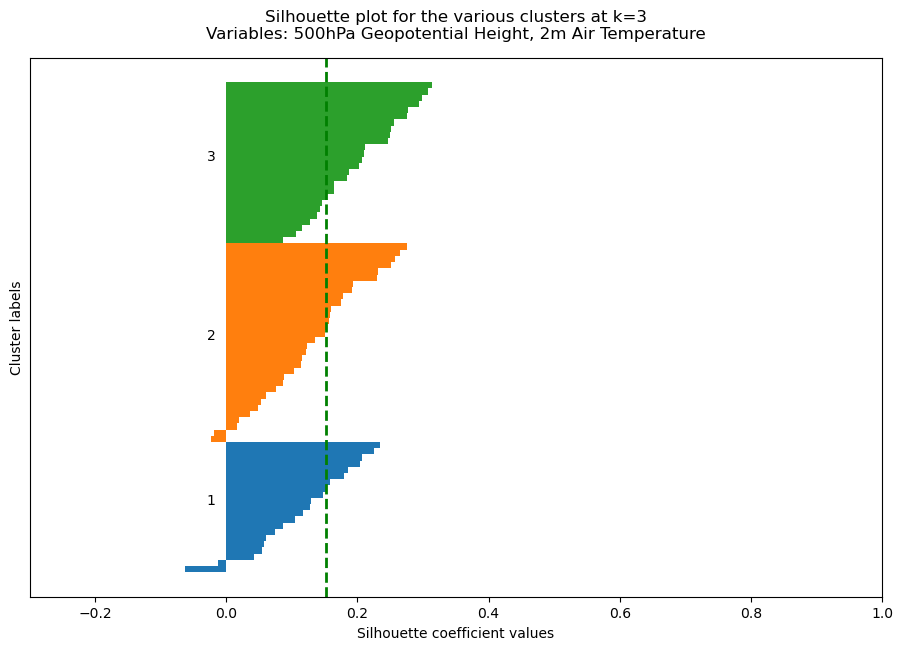 Silhouette plot for the various clusters at k=3
Variables: 500hPa Geopotential Height, 2m Air Temperature
Cluster labels
3
2
1
−0.2 0.0 0.2 0.4 0.6 0.8 1.0
Silhouette coefficient values